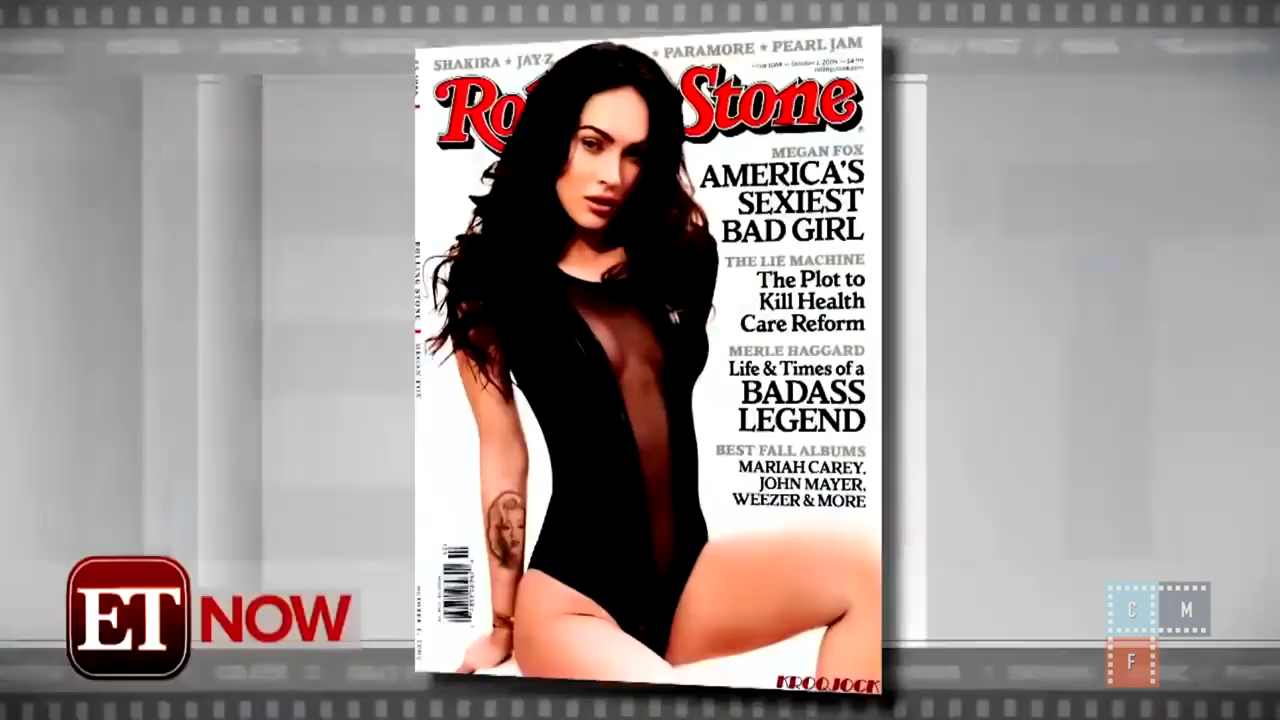 SHAKIRA ★ JAY-Z ★ PARAMORE ★ PEARL JAM
Ro Stone
MEGAN FOX
AMERICA'S
SEXIEST
BAD GIRL
THE LIE MACHINE
The Plot to
Kill Health
Care Reform
MERLE HAGGARD
Life & Times of a
BADASS
LEGEND
BEST FALL ALBUMS
MARIAH CAREY,
JOHN MAYER,
WEEZER & MORE
KROQJOCK
ET NOW
C M
F